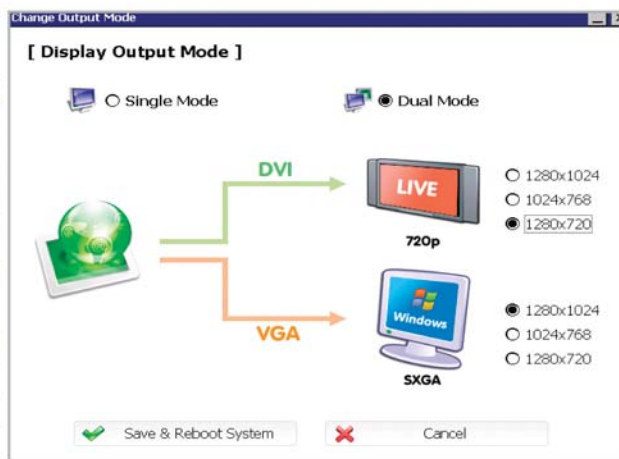 Change Output Mode
[ Display Output Mode ]
Single Mode
Dual Mode
DVI
LIVE
720p
1280x1024
1024x768
1280x720
VGA
Windows
SXGA
1280x1024
1024x768
1280x720
Save & Reboot System
Cancel